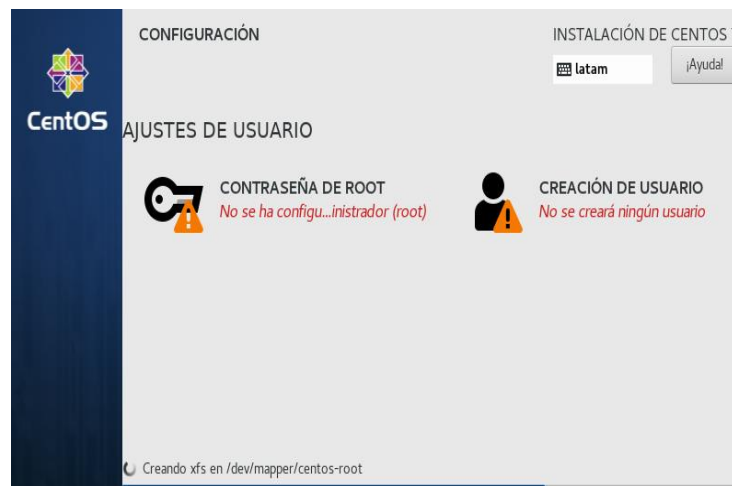 CONFIGURACIÓN
INSTALACIÓN DE CENTOS
latam
¡Ayuda!
CentOS
AJUSTES DE USUARIO
CONTRASEÑA DE ROOT
No se ha configu...inistrador (root)
CREACIÓN DE USUARIO
No se creará ningún usuario
Creando xfs en /dev/mapper/centos-root